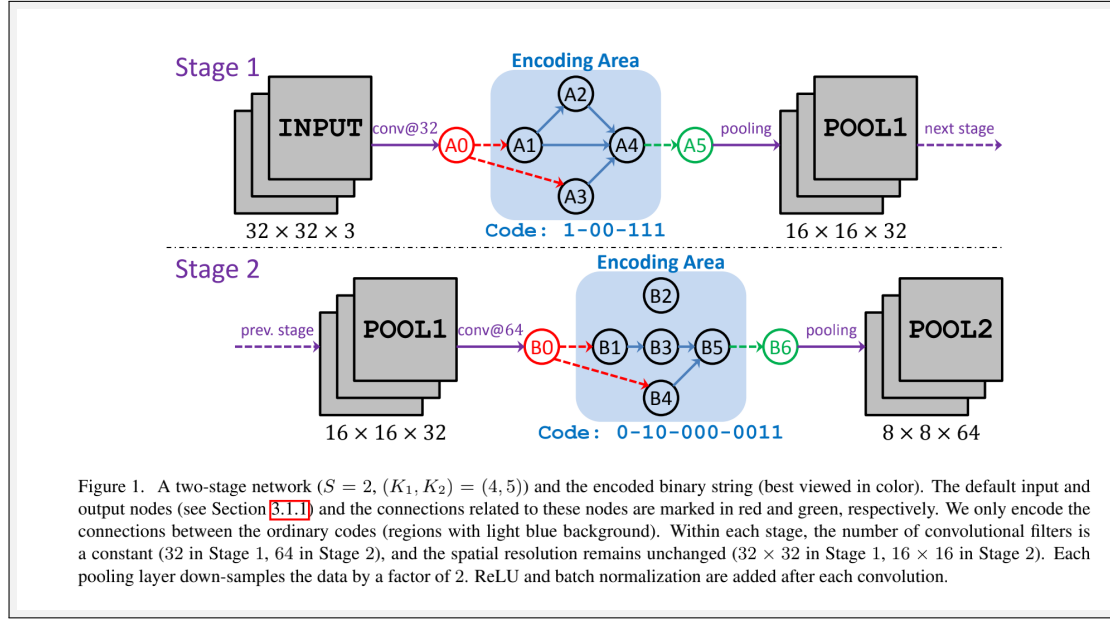 Stage 1
Encoding Area
A2
INPUT
conv@32
A0
A1
A4
A5
pooling
POOL1
next stage
A3
32 × 32 × 3
Code: 1-00-111
16 × 16 × 32
Stage 2
Encoding Area
B2
prev. stage
POOL1
conv@64
B0
B1
B3
B5
B6
pooling
POOL2
B4
16 × 16 × 32
Code: 0-10-000-0011
8 × 8 × 64
Figure 1. A two-stage network (S = 2, (K₁, K₂) = (4, 5)) and the encoded binary string (best viewed in color). The default input and
output nodes (see Section 3.1.1) and the connections related to these nodes are marked in red and green, respectively. We only encode the
connections between the ordinary codes (regions with light blue background). Within each stage, the number of convolutional filters is
a constant (32 in Stage 1, 64 in Stage 2), and the spatial resolution remains unchanged (32 × 32 in Stage 1, 16 × 16 in Stage 2). Each
pooling layer down-samples the data by a factor of 2. ReLU and batch normalization are added after each convolution.